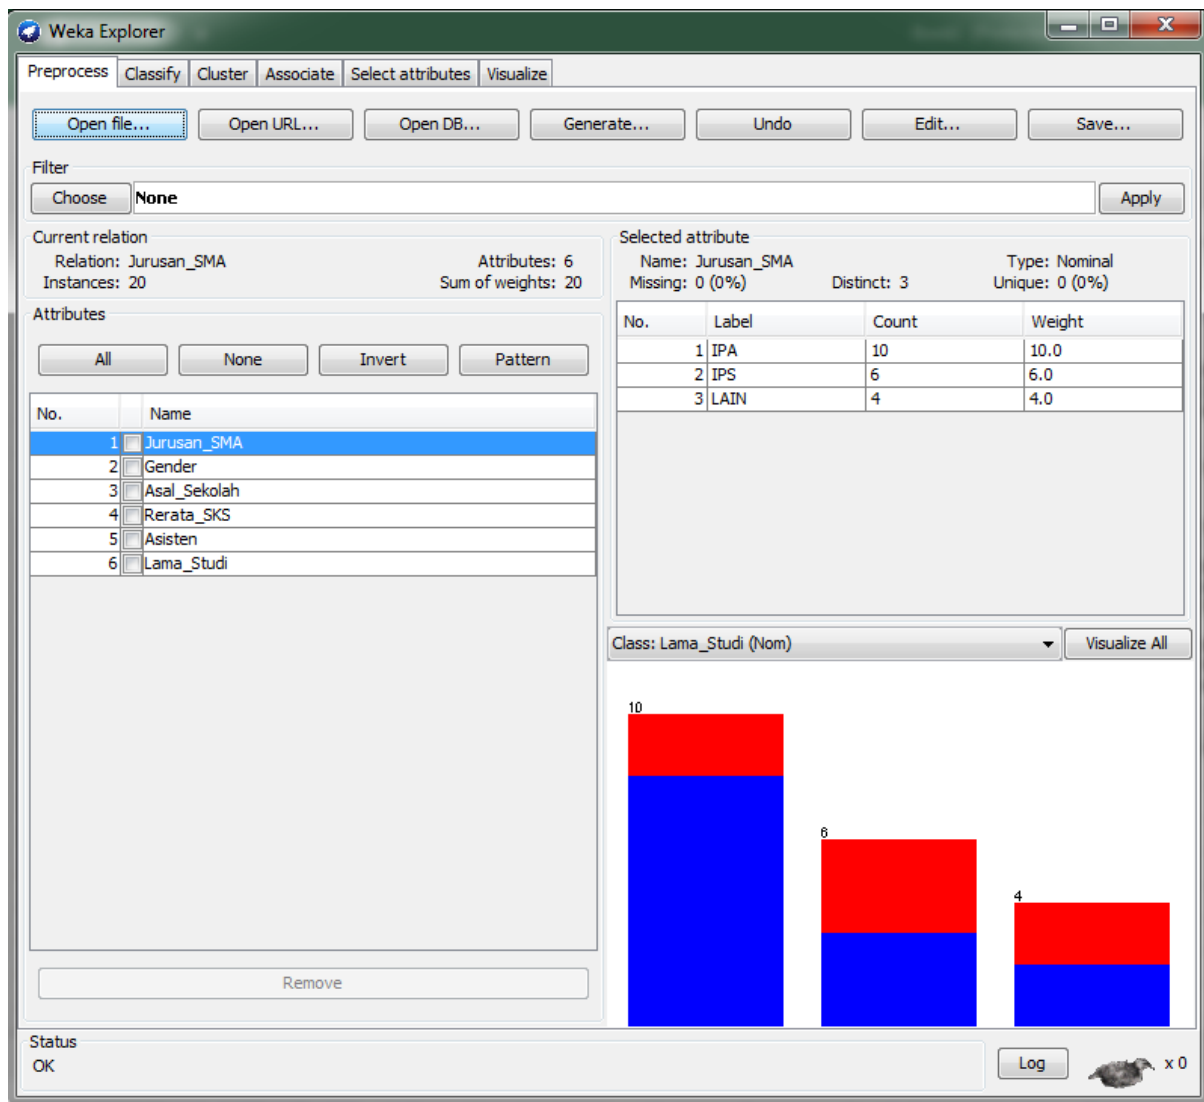 Weka Explorer
Preprocess Classify Cluster Associate Select attributes Visualize
Open file... Open URL... Open DB... Generate... Undo Edit... Save...
Filter
Choose None Apply
Current relation
Relation: Jurusan_SMA Attributes: 6
Instances: 20 Sum of weights: 20
Attributes
All None Invert Pattern
No. Name
1 Jurusan_SMA
2 Gender
3 Asal_Sekolah
4 Rerata_SKS
5 Asisten
6 Lama_Studi
Remove
Selected attribute
Name: Jurusan_SMA Type: Nominal
Missing: 0 (0%) Distinct: 3 Unique: 0 (0%)
No. Label Count Weight
1 IPA 10 10.0
2 IPS 6 6.0
3 LAIN 4 4.0
Class: Lama_Studi (Nom) Visualize All
10
6
4
Status
OK
Log x 0